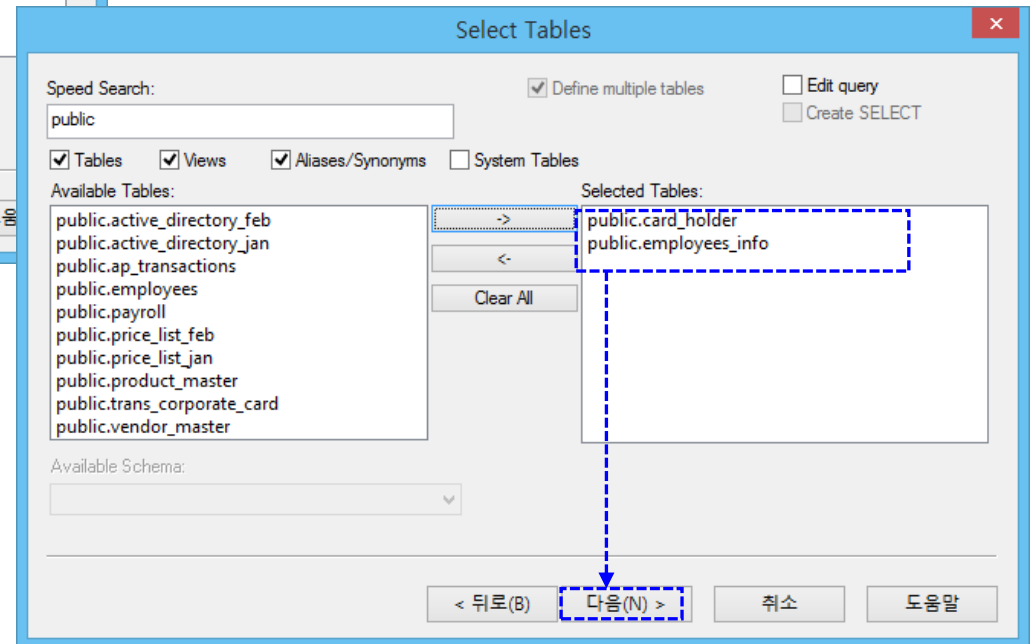 Select Tables
Speed Search:
Define multiple tables
Edit query
public
Create SELECT
Tables
Views
Aliases/Synonyms
System Tables
Available Tables:
Selected Tables:
public.active_directory_feb
public.active_directory_jan
public.ap_transactions
public.employees
public.payroll
public.price_list_feb
public.price_list_jan
public.product_master
public.trans_corporate_card
public.vendor_master
->
<-
Clear All
public.card_holder
public.employees_info
Available Schema:
< 뒤로(B)
다음(N) >
취소
도움말